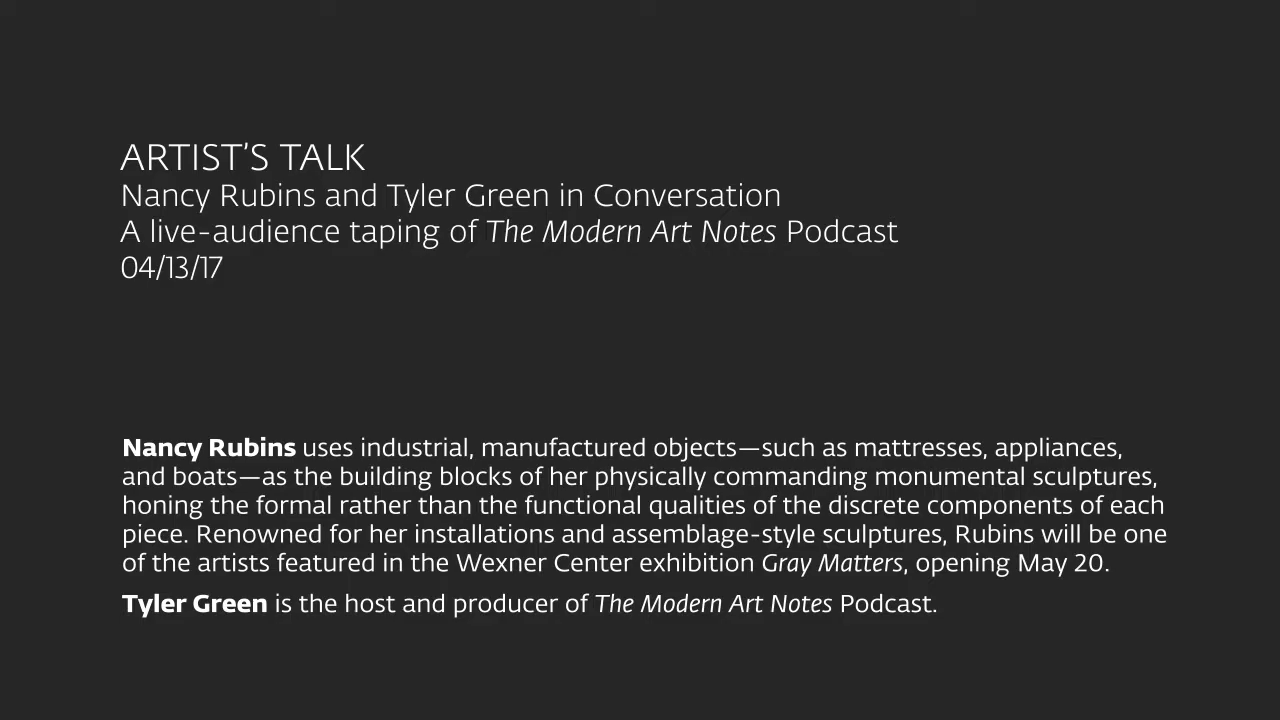 ARTIST’S TALK
Nancy Rubins and Tyler Green in Conversation
A live-audience taping of The Modern Art Notes Podcast
04/13/17
Nancy Rubins uses industrial, manufactured objects—such as mattresses, appliances,
and boats—as the building blocks of her physically commanding monumental sculptures,
honing the formal rather than the functional qualities of the discrete components of each
piece. Renowned for her installations and assemblage-style sculptures, Rubins will be one
of the artists featured in the Wexner Center exhibition Gray Matters, opening May 20.
Tyler Green is the host and producer of The Modern Art Notes Podcast.